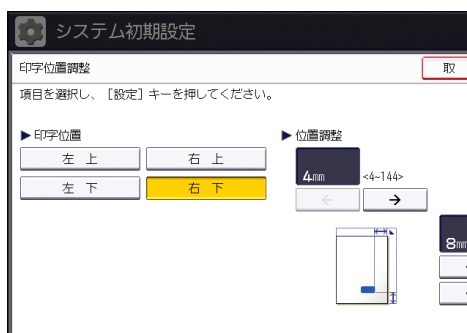 システム初期設定
印字位置調整
取
項目を選択し、［設定］キーを押してください。
▶印字位置
▶位置調整
左 上
右 上
左 下
右 下
4mm
<4~144>
← →
8mm